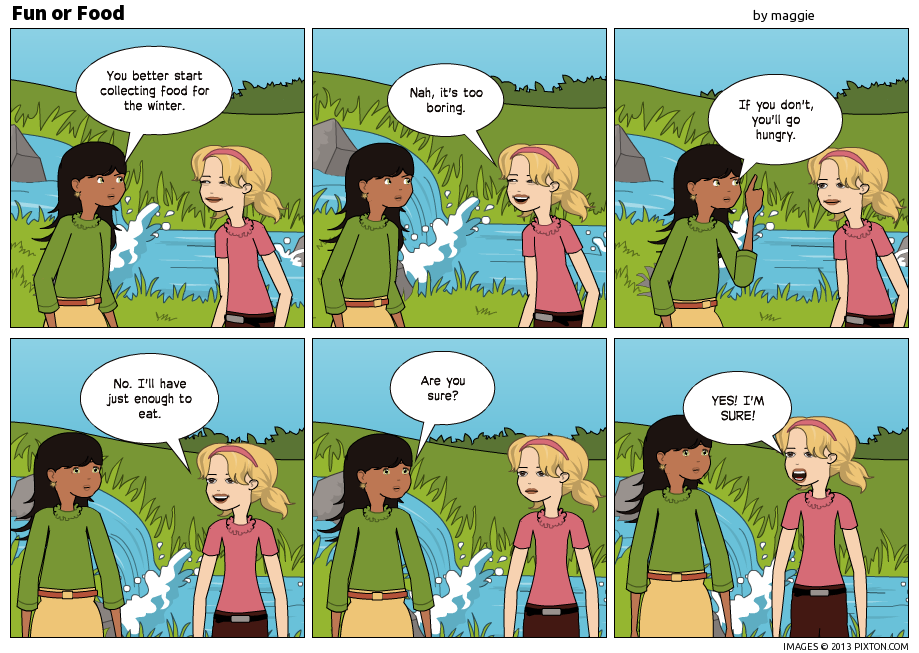 Fun or Food
by maggie
You better start
collecting food for
the winter.
Nah, it's too
boring.
If you don't,
you'll go
hungry.
No. I'll have
just enough to
eat.
Are you
sure?
YES! I'M
SURE!
IMAGES © 2013 PIXTON.COM